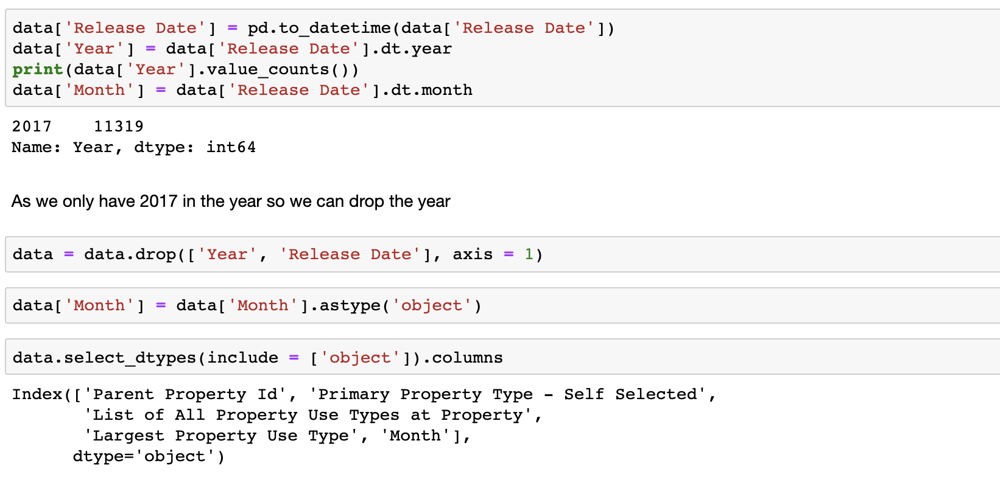 data['Release Date'] = pd.to_datetime(data['Release Date'])
data['Year'] = data['Release Date'].dt.year
print(data['Year'].value_counts())
data['Month'] = data['Release Date'].dt.month
2017    11319
Name: Year, dtype: int64
As we only have 2017 in the year so we can drop the year
data = data.drop(['Year', 'Release Date'], axis = 1)
data['Month'] = data['Month'].astype('object')
data.select_dtypes(include = ['object']).columns
Index(['Parent Property Id', 'Primary Property Type - Self Selected',
       'List of All Property Use Types at Property',
       'Largest Property Use Type', 'Month'],
      dtype='object')